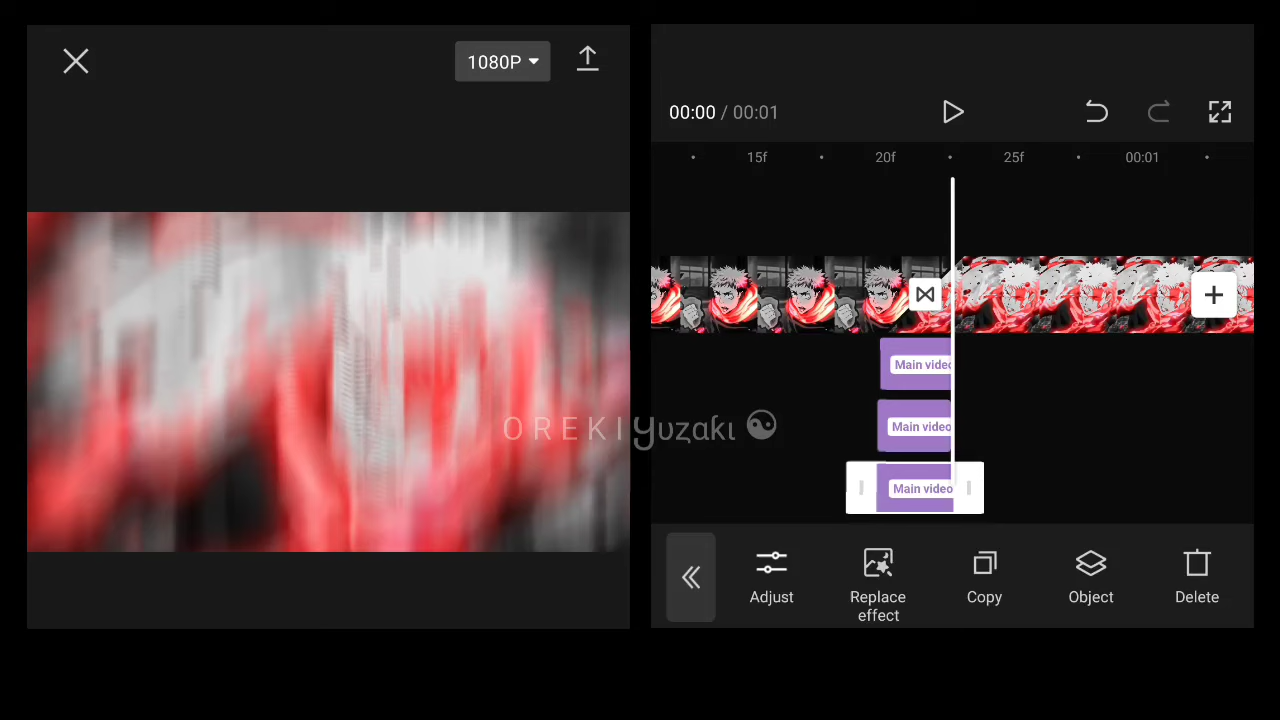 1080P
00:00 / 00:01
15f 20f 25f 00:01
Main video
Main video
Main video
OREKI Yuzaki
Adjust
Replace effect
Copy
Object
Delete